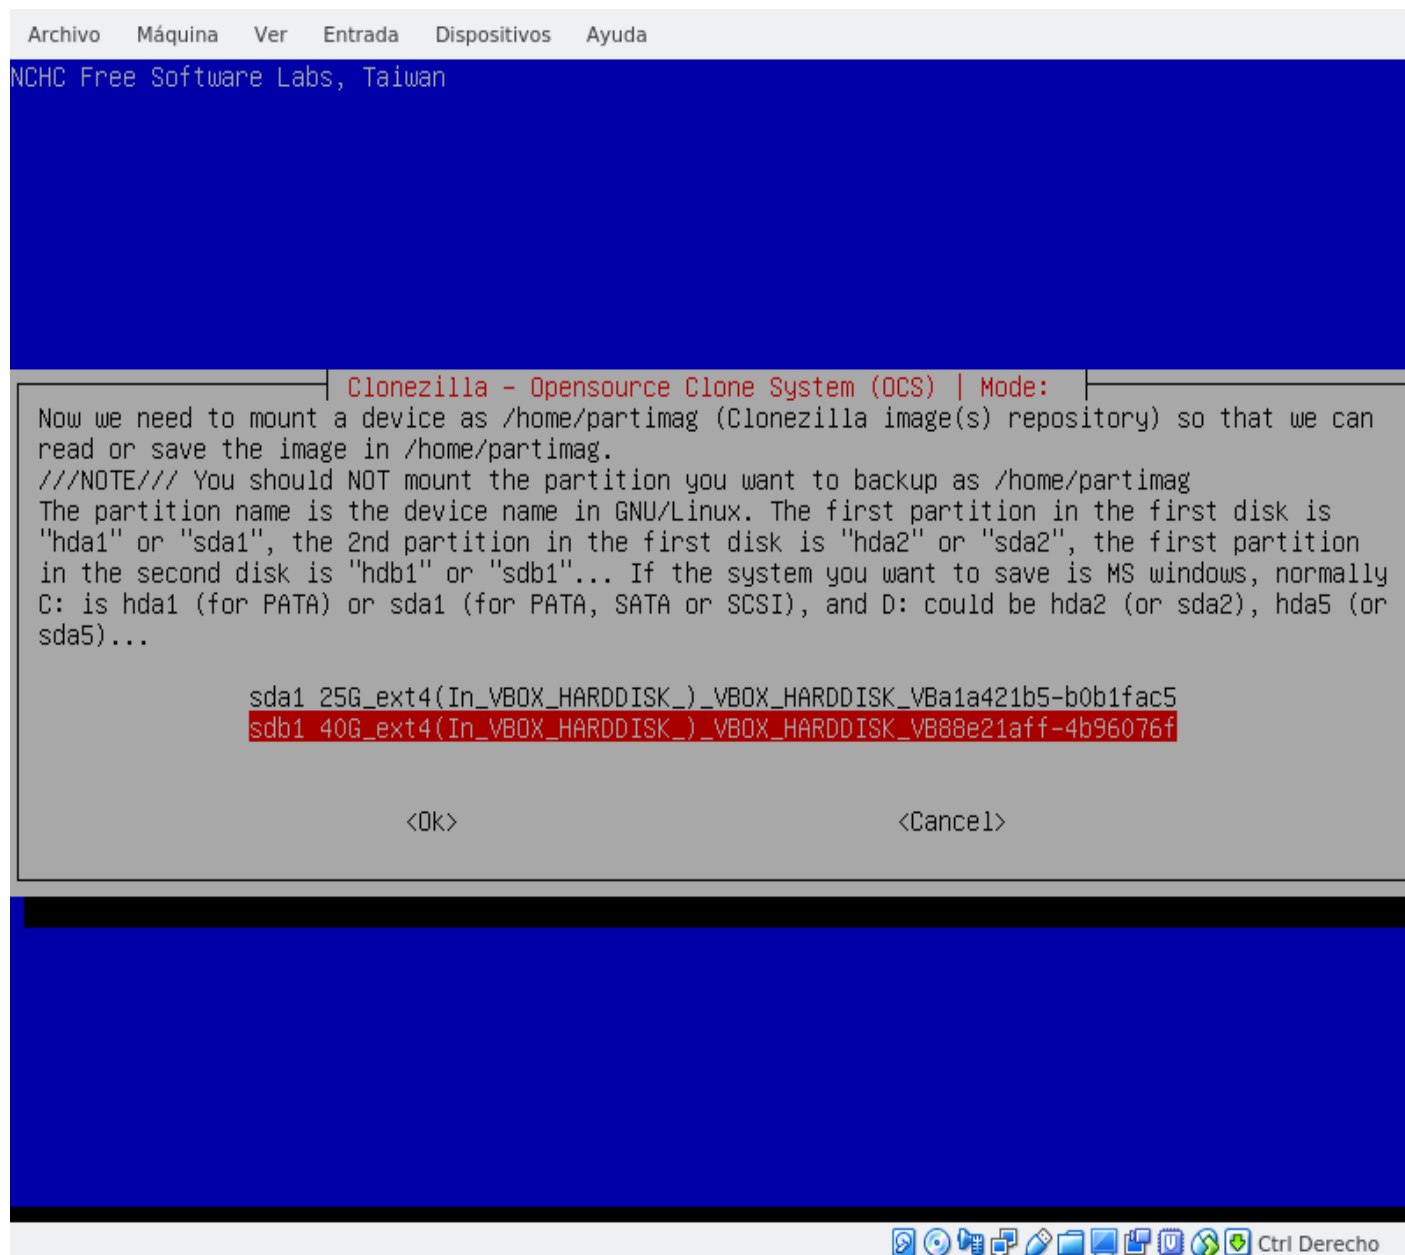 Archivo Máquina Ver Entrada Dispositivos Ayuda
NCHC Free Software Labs, Taiwan
Clonezilla - Opensource Clone System (OCS) | Mode:
Now we need to mount a device as /home/partimag (Clonezilla image(s) repository) so that we can
read or save the image in /home/partimag.
///NOTE/// You should NOT mount the partition you want to backup as /home/partimag
The partition name is the device name in GNU/Linux. The first partition in the first disk is
"hda1" or "sda1", the 2nd partition in the first disk is "hda2" or "sda2", the first partition
in the second disk is "hdb1" or "sdb1"... If the system you want to save is MS windows, normally
C: is hda1 (for PATA) or sda1 (for PATA, SATA or SCSI), and D: could be hda2 (or sda2), hda5 (or
sda5)...
sda1 25G_ext4(In_VBOX_HARDDISK_)_VBOX_HARDDISK_VBa1a421b5-b0b1fac5
sdb1 40G_ext4(In_VBOX_HARDDISK_)_VBOX_HARDDISK_VB88e21aff-4b96076f
<Ok> <Cancel>
Ctrl Derecho